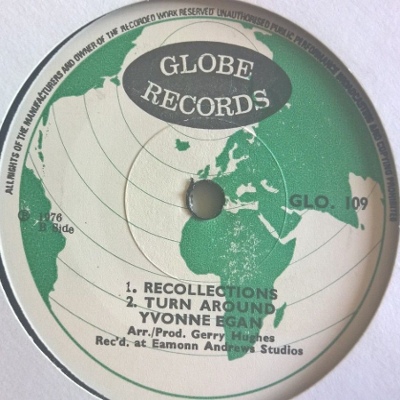 ALL RIGHTS OF THE MANUFACTURERS AND OWNER OF THE RECORDED WORK RESERVED UNAUTHORISED PUBLIC PERFORMANCE BROADCASTING AND COPYING PROHIBITED
GLOBE
RECORDS
GLO. 109
Ⓟ 1976
B Side
1. RECOLLECTIONS
2. TURN AROUND
YVONNE EGAN
Arr./Prod. Gerry Hughes
Rec'd. at Eamonn Andrews Studios